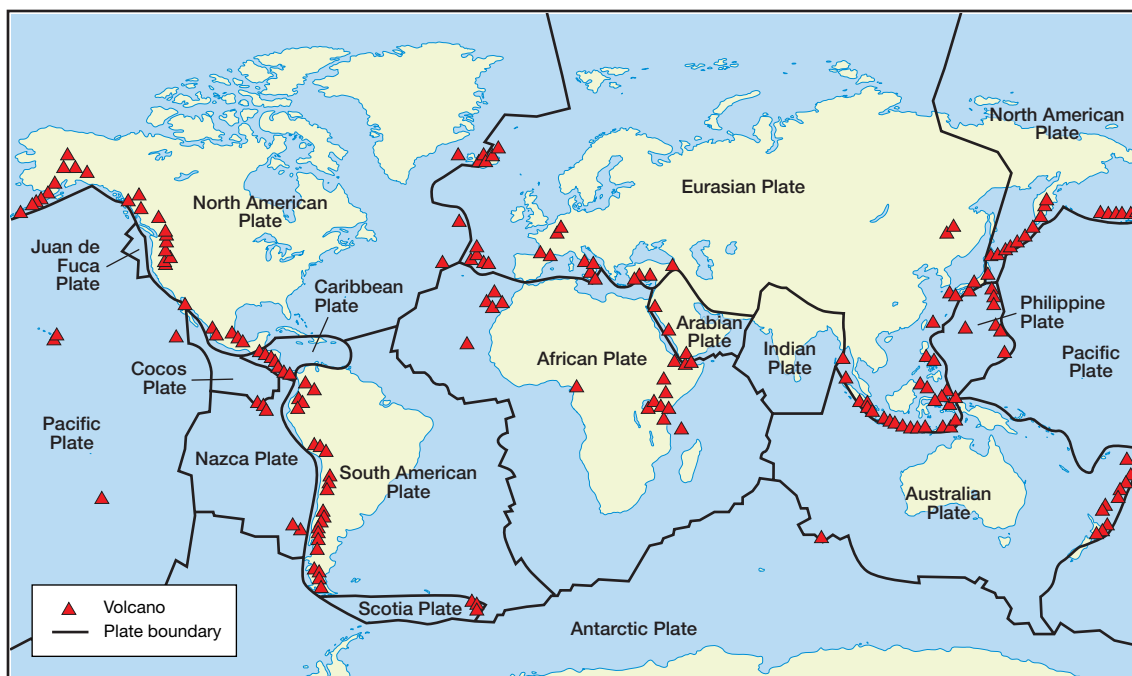 North American
Plate
Eurasian Plate
North American
Plate
Juan de
Fuca
Plate
Caribbean
Plate
Arabian
Plate
Philippine
Plate
African Plate
Indian
Plate
Pacific
Plate
Cocos
Plate
Pacific
Plate
Nazca Plate
South American
Plate
Australian
Plate
Scotia Plate
Antarctic Plate
Volcano
Plate boundary